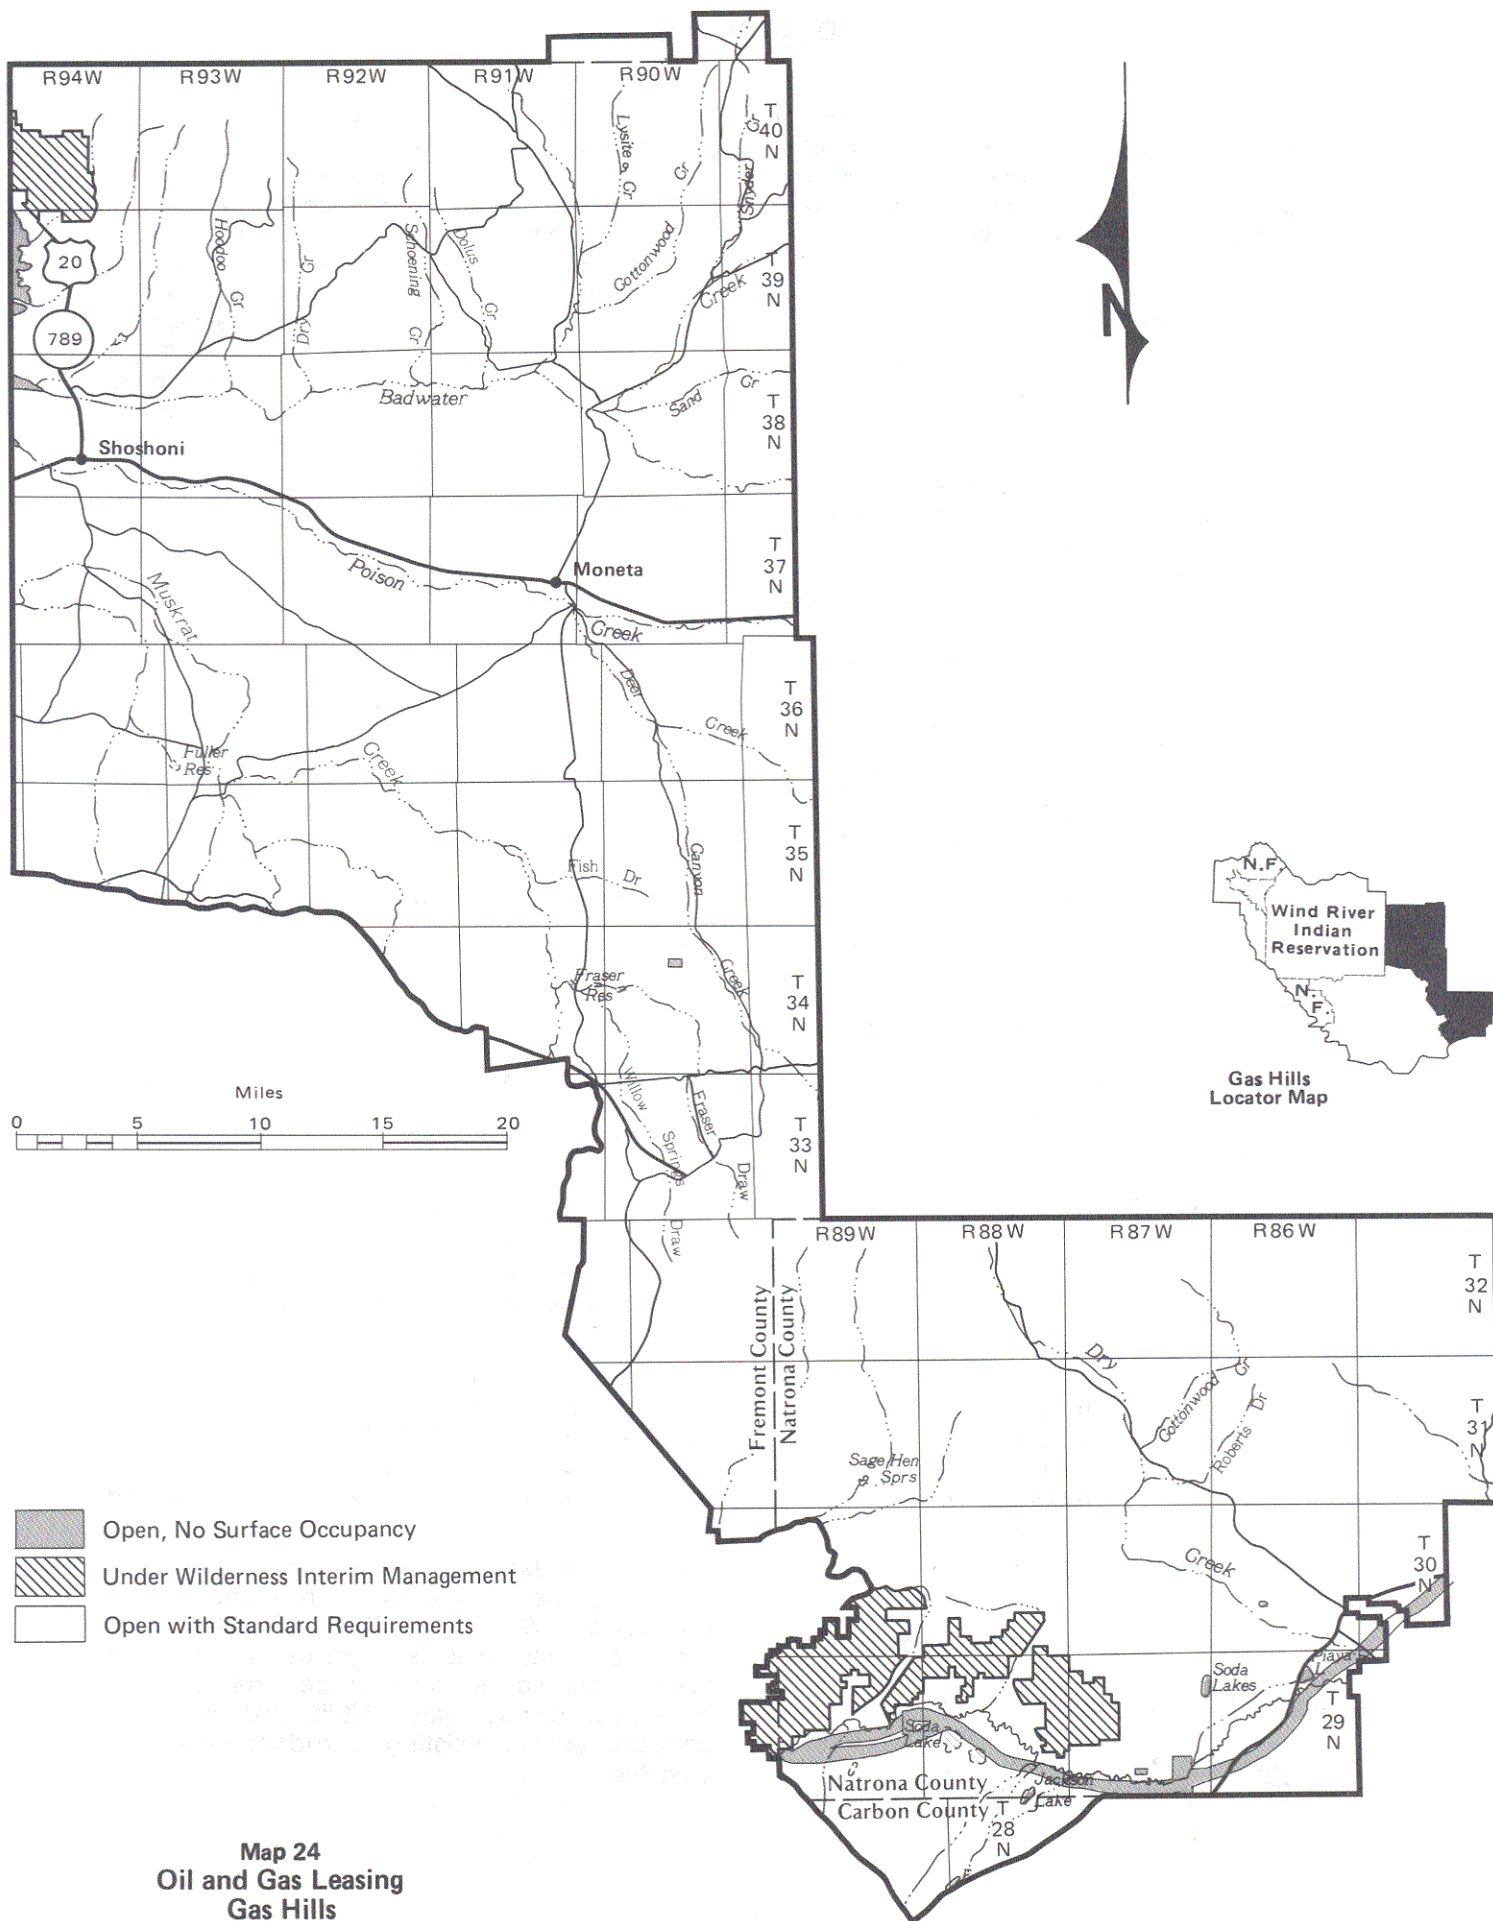 R94W R93W R92W R91W R90W
T
40
N
Lysite Cr
Cr
Cr
Snyder
20
Hoodoo
Cr
Dry
Cr
Schoening
Cr
Dolus
Cr
Cottonwood
Creek
T
39
N
789
Badwater
Sand
Cr
T
38
N
Shoshoni
Moneta
T
37
N
Muskrat
Poison
Creek
Deer
Creek
T
36
N
Fuller
Res
Creek
T
35
N
Fish Dr
Canyon
Creek
Fraser
Res
T
34
N
Willow
Springs
Draw
Fraser
Draw
T
33
N
N
N.F.
Wind River
Indian
Reservation
N.
F.
Gas Hills
Locator Map
Miles
0 5 10 15 20
R89W R88W R87W R86W
T
32
N
Fremont County
Natrona County
Dry
Cottonwood
Cr
Roberts
Dr
T
31
N
Sage Hen
Sprs
Creek
T
30
N
Open, No Surface Occupancy
Under Wilderness Interim Management
Open with Standard Requirements
Soda
Lakes
Playa
L
T
29
N
Soda
Lake
Jackson
Lake
Natrona County
Carbon County
T
28
N
Map 24
Oil and Gas Leasing
Gas Hills